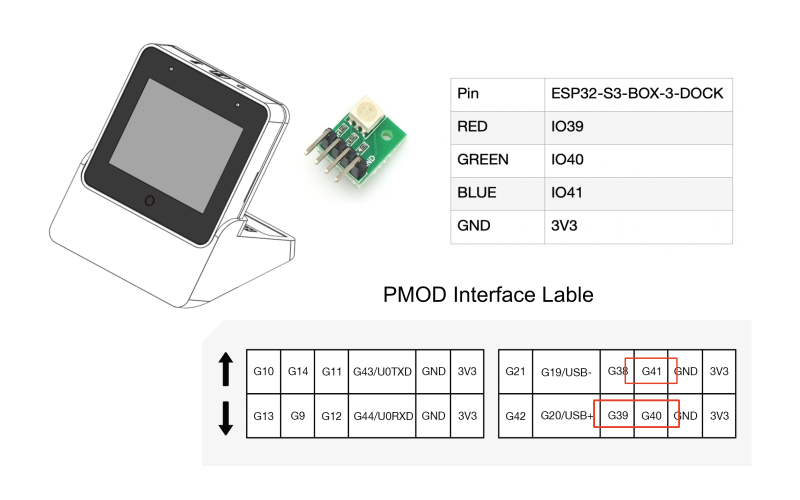 Pin ESP32-S3-BOX-3-DOCK
RED IO39
GREEN IO40
BLUE IO41
GND 3V3
ND
PMOD Interface Lable
G10 G14 G11 G43/U0TXD GND 3V3 G21 G19/USB- G38 G41 GND 3V3
G13 G9 G12 G44/U0RXD GND 3V3 G42 G20/USB+ G39 G40 GND 3V3